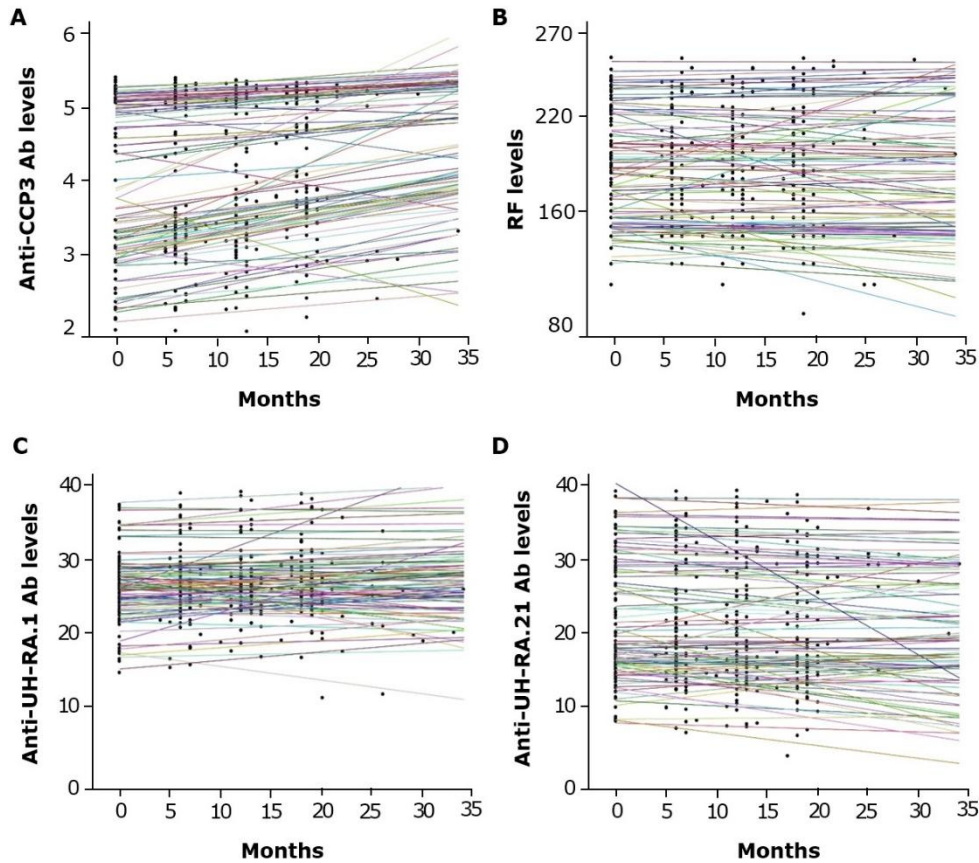 A
Anti-CCP3 Ab levels
6
5
4
3
2
0 5 10 15 20 25 30 35
Months
B
RF levels
270
220
160
80
0 5 10 15 20 25 30 35
Months
C
Anti-UH-RA.1 Ab levels
40
30
20
10
0
0 5 10 15 20 25 30 35
Months
D
Anti-UH-RA.21 Ab levels
40
30
20
10
0
0 5 10 15 20 25 30 35
Months